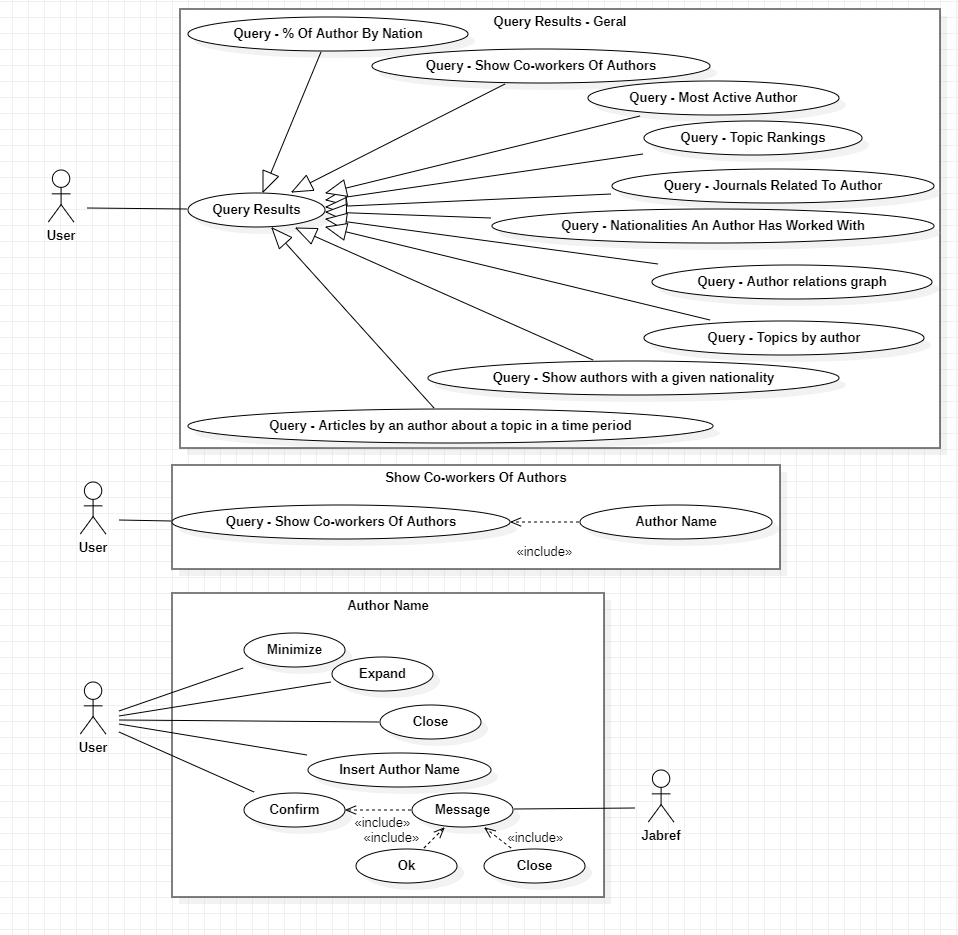 Query Results - Geral
Query - % Of Author By Nation
Query - Show Co-workers Of Authors
Query - Most Active Author
Query - Topic Rankings
Query - Journals Related To Author
Query Results
Query - Nationalities An Author Has Worked With
User
Query - Author relations graph
Query - Topics by author
Query - Show authors with a given nationality
Query - Articles by an author about a topic in a time period
Show Co-workers Of Authors
Query - Show Co-workers Of Authors
Author Name
User
«include»
Author Name
Minimize
Expand
Close
User
Insert Author Name
Confirm
Message
«include»
Jabref
«include»
«include»
Ok
Close